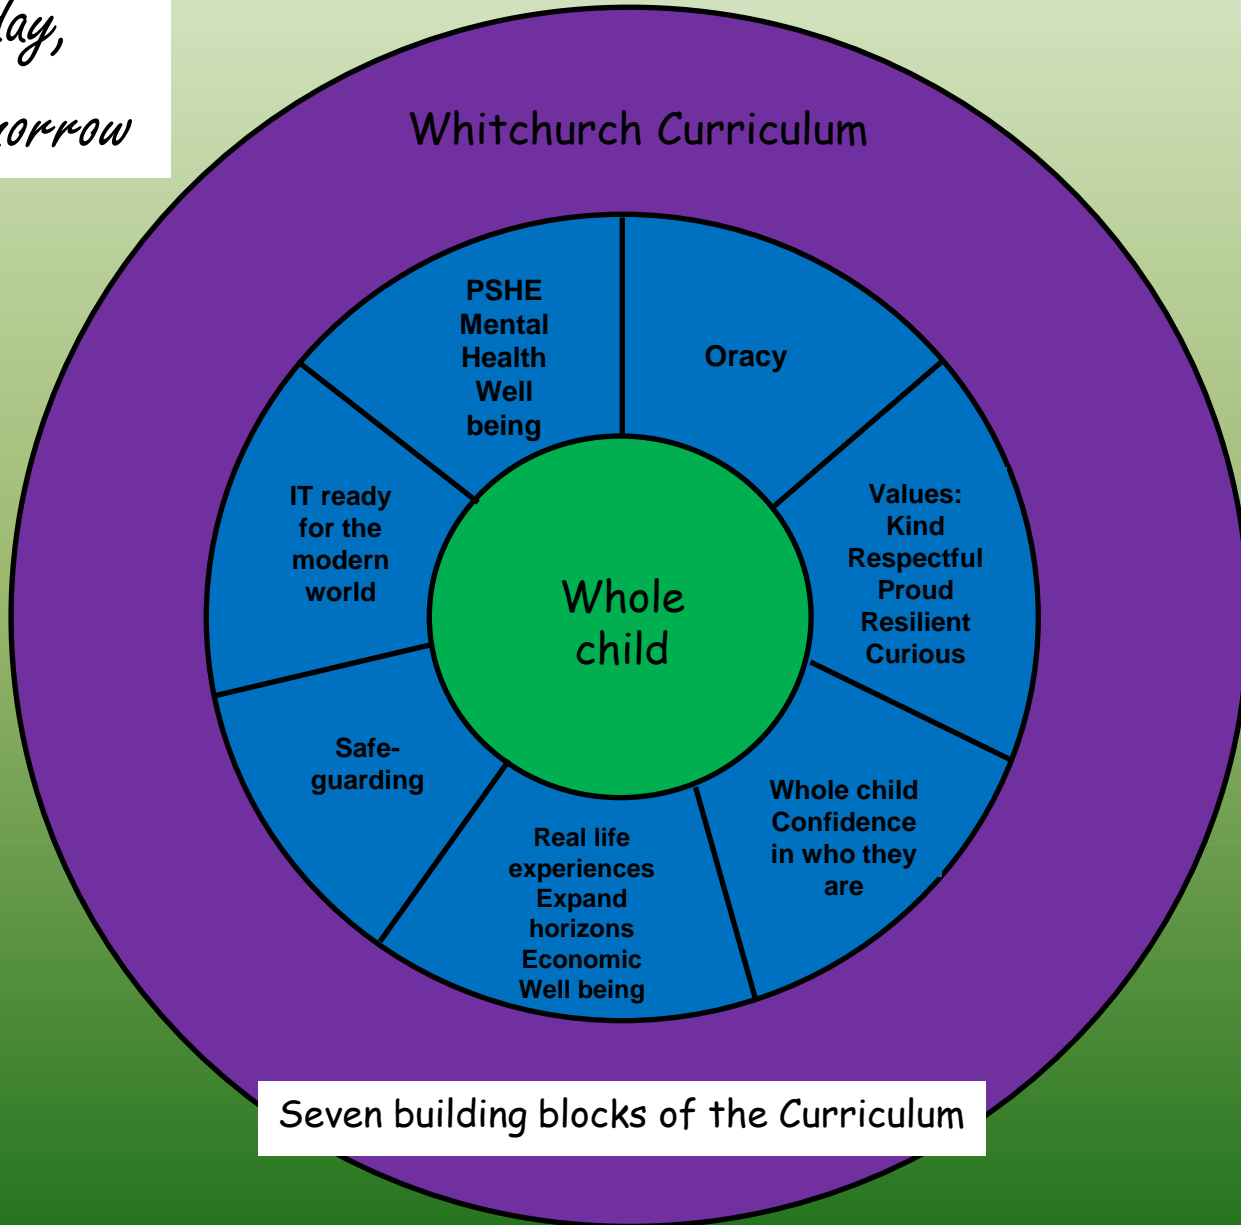 Whitchurch Curriculum
PSHE
Mental
Health
Well
being
Oracy
Values:
Kind
Respectful
Proud
Resilient
Curious
Whole child
Confidence
in who they
are
Real life
experiences
Expand
horizons
Economic
Well being
Safe-
guarding
IT ready
for the
modern
world
Whole
child
Seven building blocks of the Curriculum